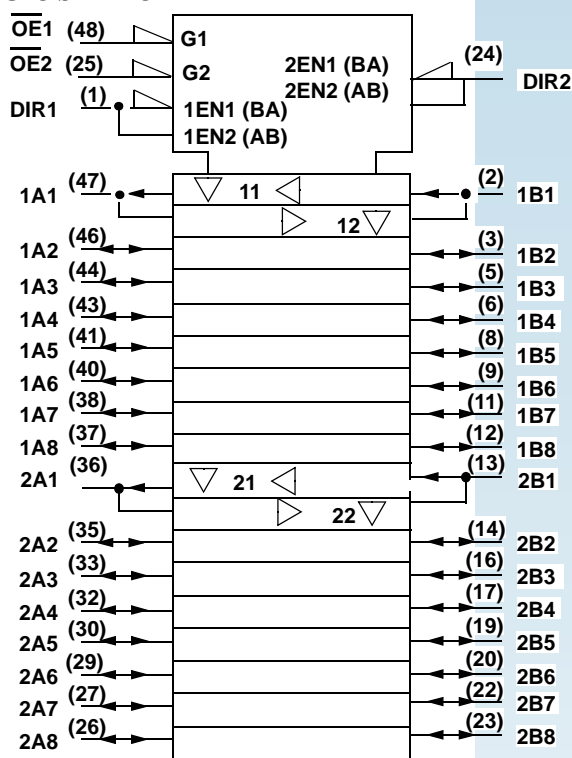 OE1 (48)
G1
OE2 (25)
G2
2EN1 (BA)
(24)
DIR2
2EN2 (AB)
DIR1 (1)
1EN1 (BA)
1EN2 (AB)
1A1 (47)
11
(2) 1B1
12
1A2 (46)
(3) 1B2
1A3 (44)
(5) 1B3
1A4 (43)
(6) 1B4
1A5 (41)
(8) 1B5
1A6 (40)
(9) 1B6
1A7 (38)
(11) 1B7
1A8 (37)
(12) 1B8
2A1 (36)
21
(13) 2B1
22
2A2 (35)
(14) 2B2
2A3 (33)
(16) 2B3
2A4 (32)
(17) 2B4
2A5 (30)
(19) 2B5
2A6 (29)
(20) 2B6
2A7 (27)
(22) 2B7
2A8 (26)
(23) 2B8